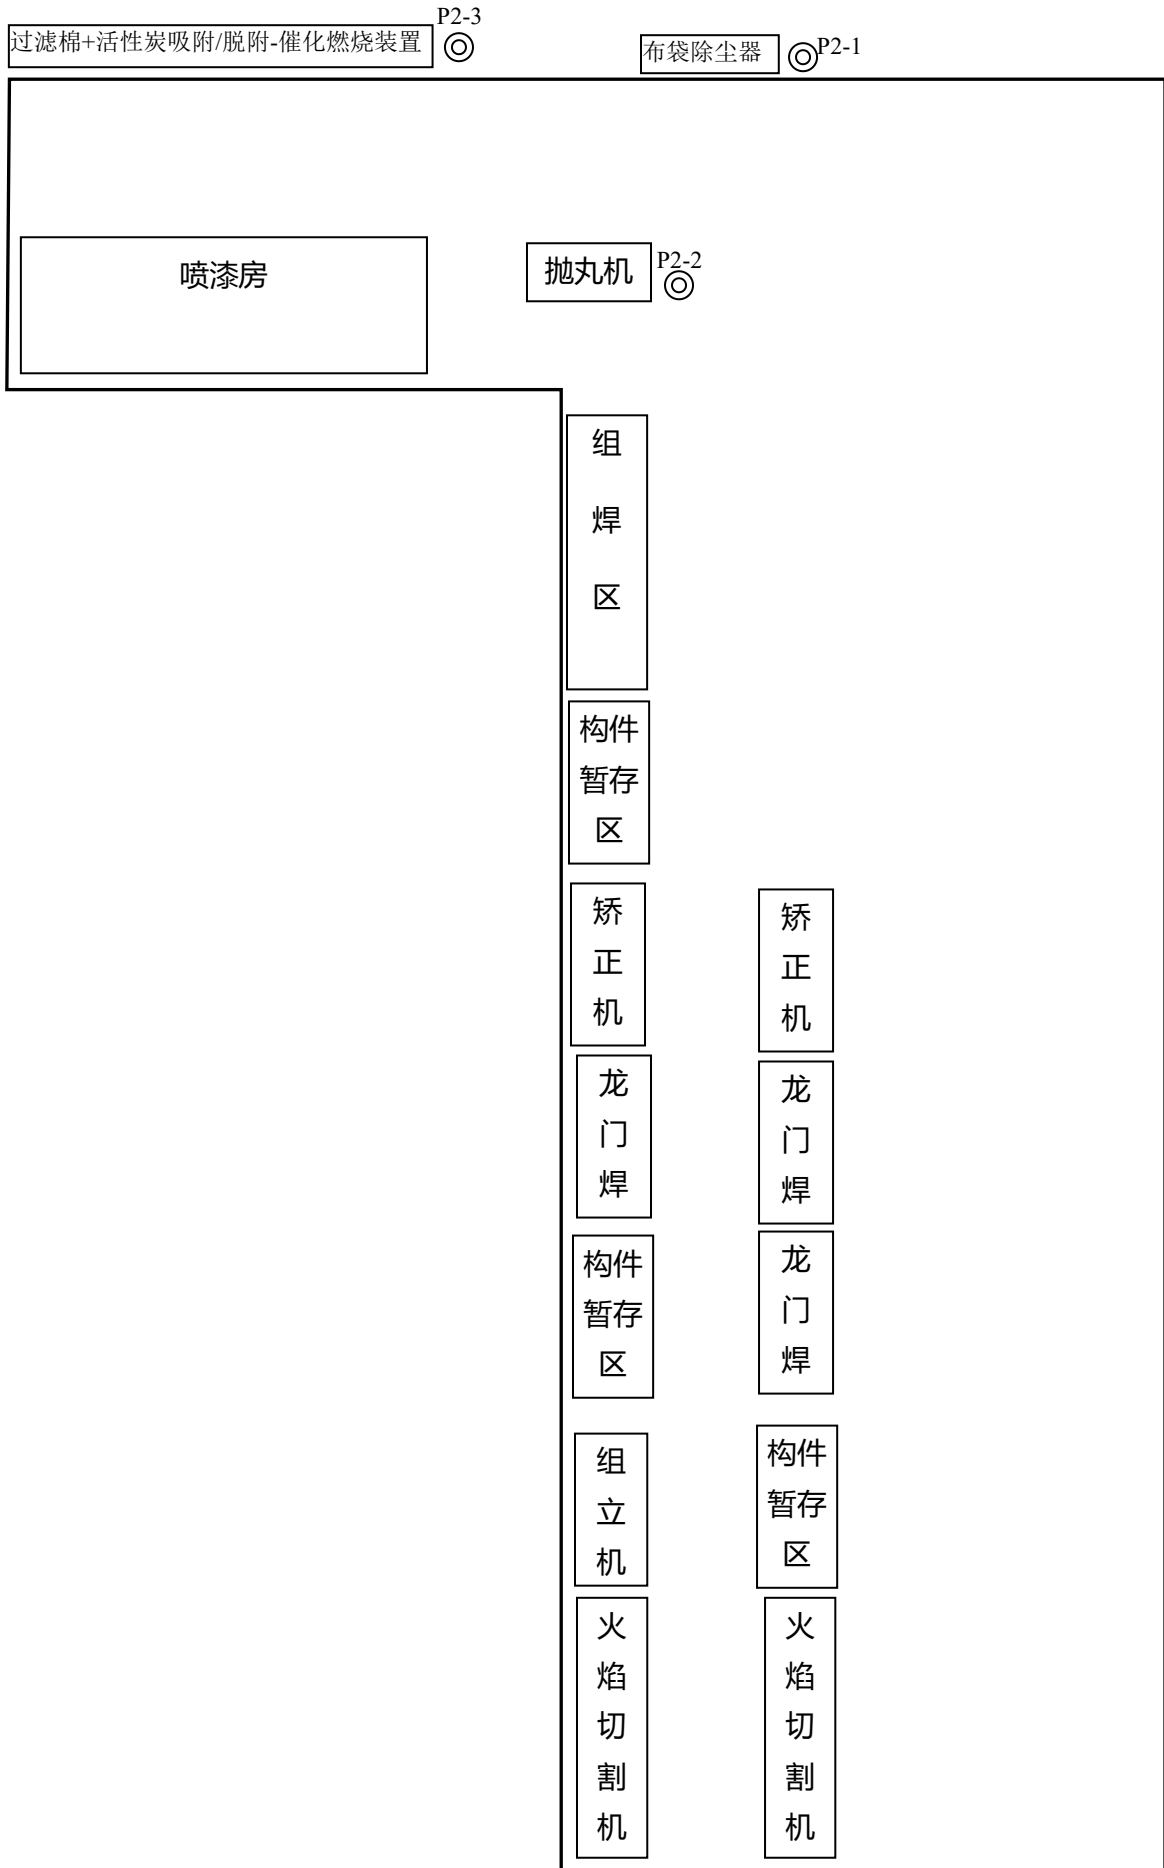 P2-3
过滤棉+活性炭吸附/脱附-催化燃烧装置
布袋除尘器
P2-1
喷漆房
抛丸机
P2-2
组
焊
区
构件
暂存
区
矫
正
机
矫
正
机
龙
门
焊
龙
门
焊
构件
暂存
区
龙
门
焊
组
立
机
构件
暂存
区
火
焰
切
割
机
火
焰
切
割
机